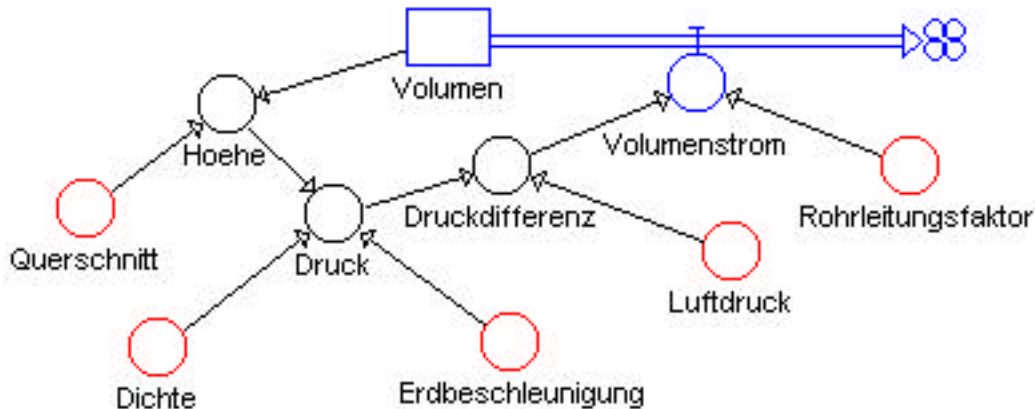 Volumen
Volumenstrom
Hoehe
Druckdifferenz
Rohrleitungsfaktor
Querschnitt
Druck
Luftdruck
Dichte
Erdbeschleunigung